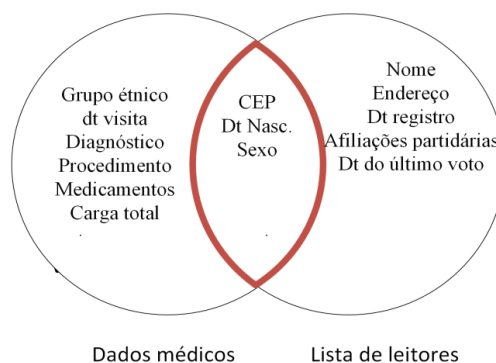 Grupo étnico
dt visita
Diagnóstico
Procedimento
Medicamentos
Carga total
CEP
Dt Nasc.
Sexo
Nome
Endereço
Dt registro
Afiliações partidárias
Dt do último voto
Dados médicos
Lista de leitores